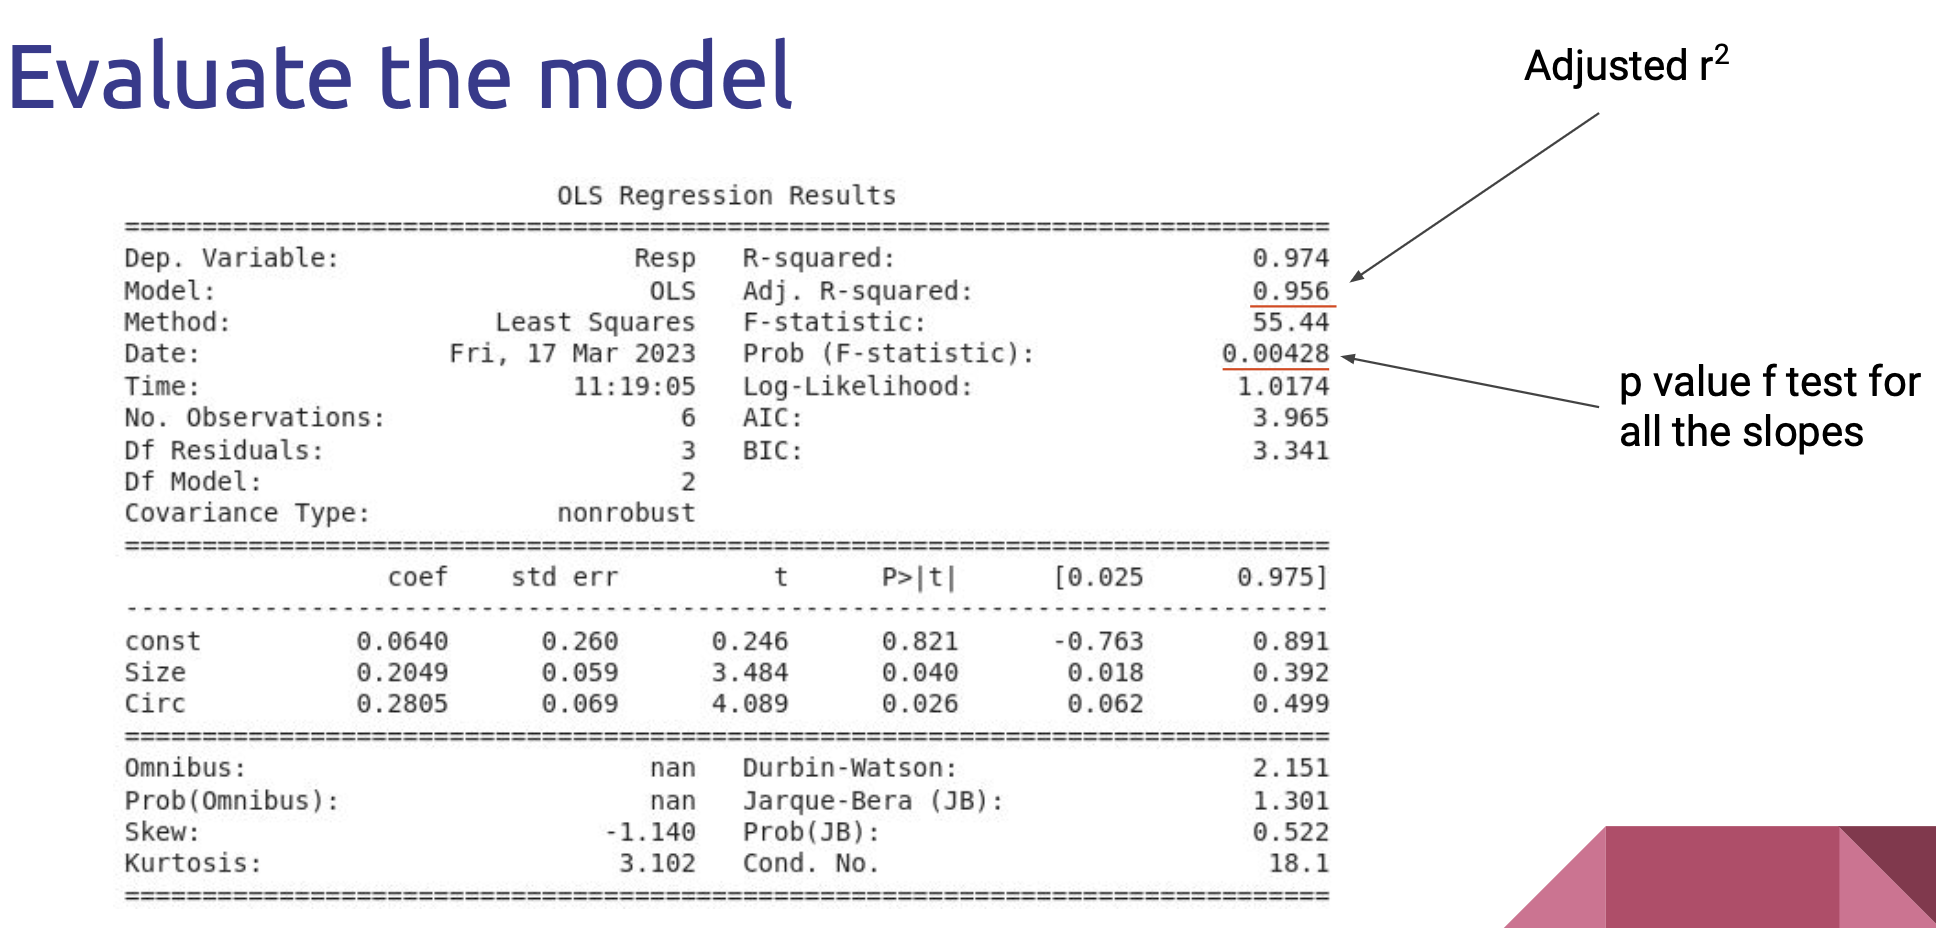 Evaluate the model
Adjusted r²
OLS Regression Results
==============================================================================
Dep. Variable: Resp R-squared: 0.974
Model: OLS Adj. R-squared: 0.956
Method: Least Squares F-statistic: 55.44
Date: Fri, 17 Mar 2023 Prob (F-statistic): 0.00428
Time: 11:19:05 Log-Likelihood: 1.0174
No. Observations: 6 AIC: 3.965
Df Residuals: 3 BIC: 3.341
Df Model: 2
Covariance Type: nonrobust
==============================================================================
coef std err t P>|t| [0.025 0.975]
------------------------------------------------------------------------------
const 0.0640 0.260 0.246 0.821 -0.763 0.891
Size 0.2049 0.059 3.484 0.040 0.018 0.392
Circ 0.2805 0.069 4.089 0.026 0.062 0.499
==============================================================================
Omnibus: nan Durbin-Watson: 2.151
Prob(Omnibus): nan Jarque-Bera (JB): 1.301
Skew: -1.140 Prob(JB): 0.522
Kurtosis: 3.102 Cond. No. 18.1
==============================================================================
p value f test for
all the slopes